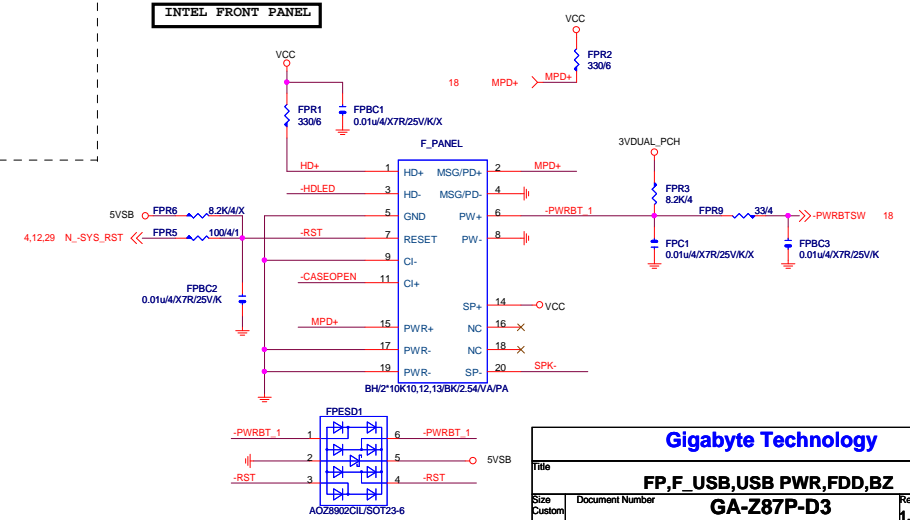 INTEL FRONT PANEL
VCC
FPR2
330/6
18 MPD+ MPD+
VCC
FPR1
330/6
FPBC1
0.01u/4/X7R/25V/K/X
F_PANEL
3VDUAL_PCH
HD+ 1 HD+ MSG/PD+ 2 MPD+
-HDLED 3 HD- MSG/PD- 4
FPR3
8.2K/4
5VSB FPR6 8.2K/4/X 5 GND PW+ 6 -PWRBT_1 FPR9 33/4 -PWRBTSW 18
4,12,29 N_-SYS_RST FPR5 100/4/1 -RST 7 RESET PW- 8
FPC1
0.01u/4/X7R/25V/K/X
FPBC3
0.01u/4/X7R/25V/K
9 CI-
-CASEOPEN 11 CI+
FPBC2
0.01u/4/X7R/25V/K
SP+ 14 VCC
MPD+ 15 PWR+ NC 16
17 PWR- NC 18
19 PWR- SP- 20 SPK-
BH/2*10K10,12,13/BK/2.54/VA/PA
FPESD1
-PWRBT_1 1 6 -PWRBT_1
2 5 5VSB
-RST 3 4 -RST
AOZ8902CIL/SOT23-6
Gigabyte Technology
Title
FP,F_USB,USB PWR,FDD,BZ
Size Document Number Re
Custom GA-Z87P-D3 1.